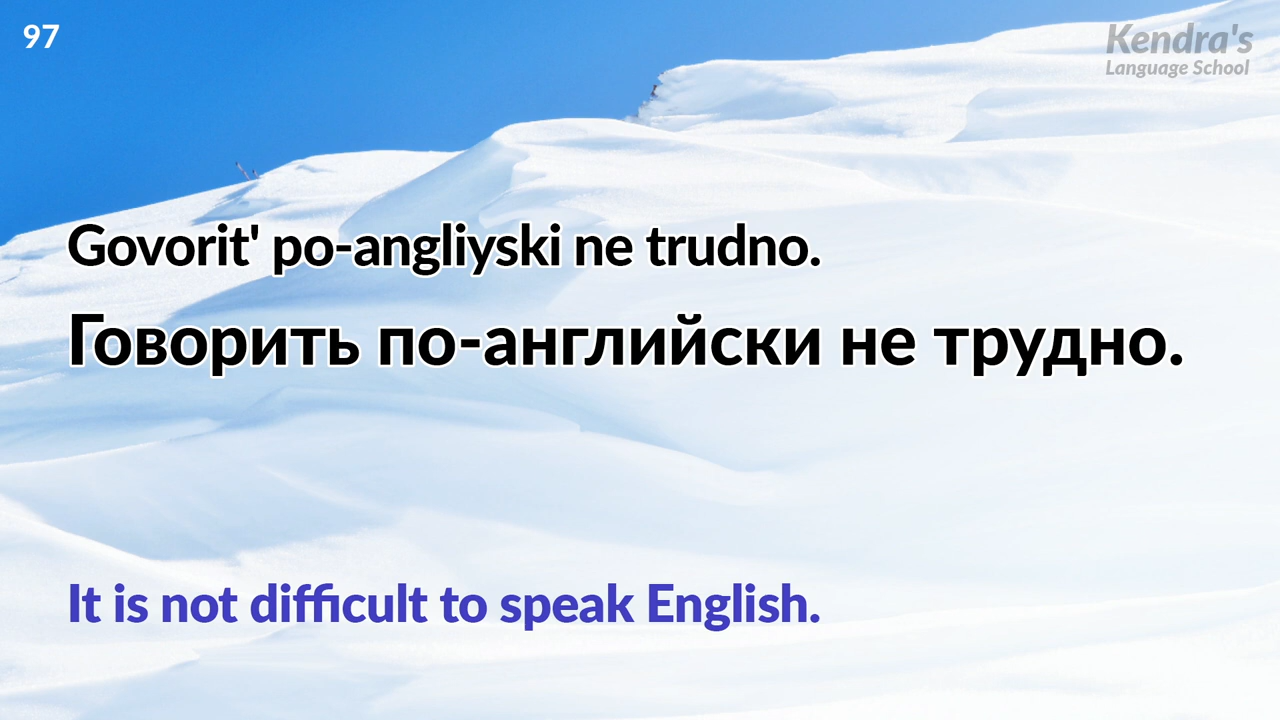 97
Kendra's
Language School
Govorit' po-angliyski ne trudno.
Говорить по-английски не трудно.
It is not difficult to speak English.